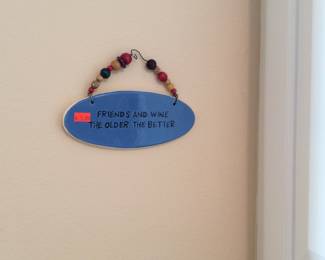 FRIENDS AND WINE
THE OLDER THE BETTER